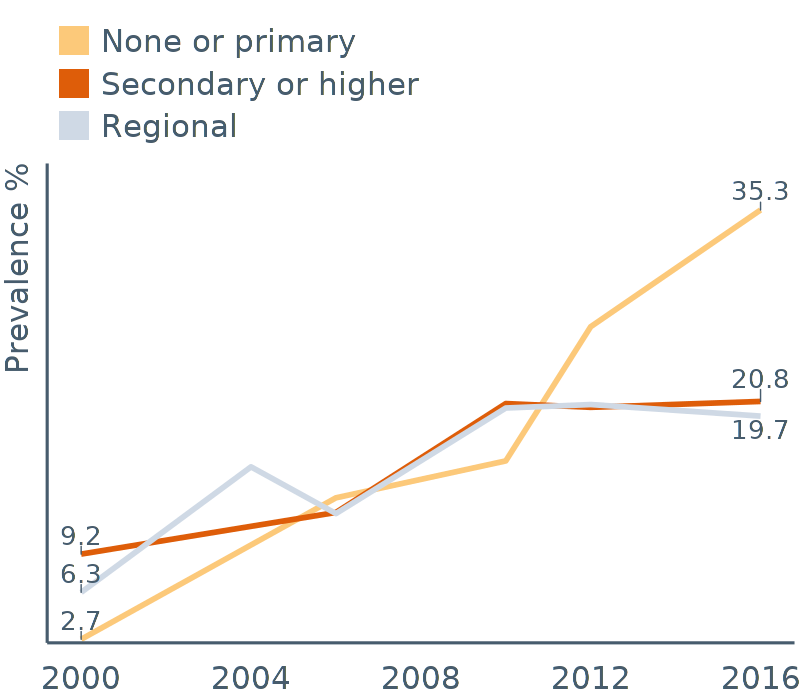 None or primary
Secondary or higher
Regional
Prevalence %
35.3
20.8
19.7
9.2
6.3
2.7
2000 2004 2008 2012 2016